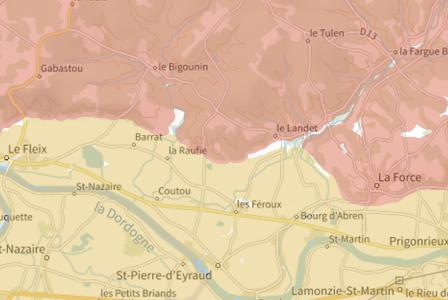 le Tulen
D13
la Fargue B
Gabastou
le Bigounin
Barrat
le Landet
la Raufie
Le Fleix
La Force
St-Nazaire
Coutou
les Féroux
la Dordogne
Bourg d'Abren
uquette
St-Martin
Prigonrieux
t-Nazaire
St-Pierre-d'Eyraud
les Petits Briands
Lamonzie-St-Martin
le Rieu d